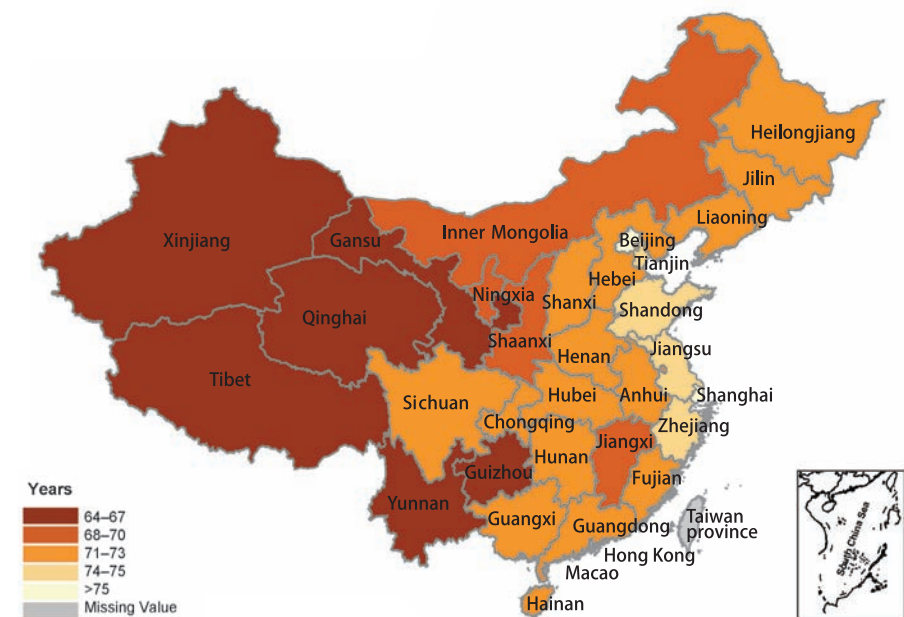 Heilongjiang
Jilin
Liaoning
Xinjiang
Gansu
Inner Mongolia
Beijing
Tianjin
Hebei
Ningxia
Shanxi
Shandong
Qinghai
Shaanxi
Henan
Jiangsu
Tibet
Sichuan
Hubei
Anhui
Shanghai
Chongqing
Zhejiang
Jiangxi
Hunan
Guizhou
Fujian
Yunnan
Guangxi
Guangdong
Taiwan
province
Hong Kong
Macao
Hainan
South China Sea
Years
64–67
68–70
71–73
74–75
>75
Missing Value